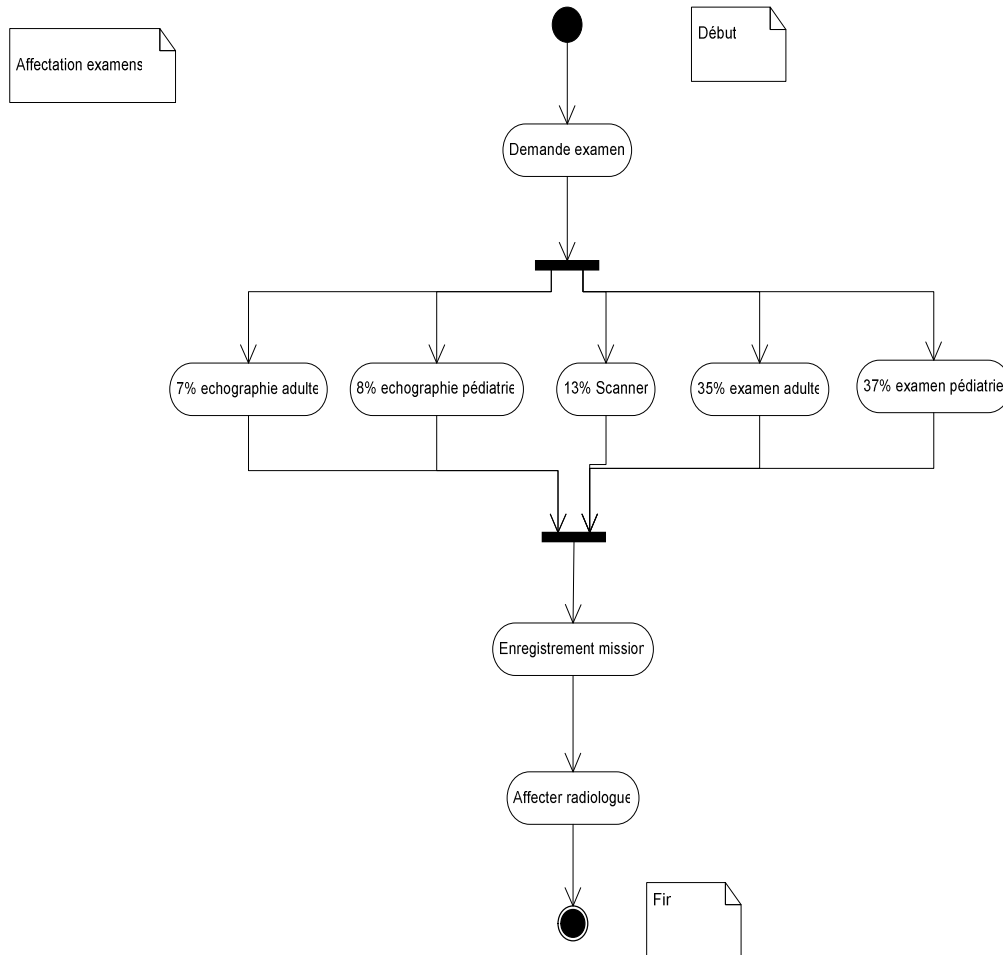 Affectation examens
Début
Demande examen
7% echographie adulte
8% echographie pédiatrie
13% Scanner
35% examen adulte
37% examen pédiatrie
Enregistrement mission
Affecter radiologue
Fir